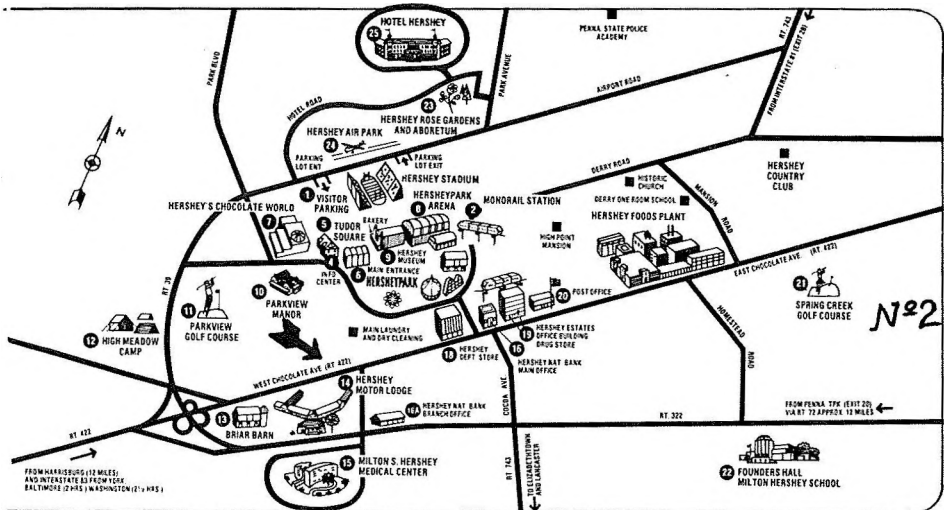 HOTEL HERSHEY
25
PENNA. STATE POLICE
ACADEMY
RT. 743
FROM INTERSTATE 81 (EXIT 28)
PARK BLVD
PARK AVENUE
AIRPORT ROAD
HOTEL ROAD
23
HERSHEY ROSE GARDENS
AND ABORETUM
N
HERSHEY AIR PARK
24
PARKING
LOT ENT
PARKING
LOT EXIT
HERSHEY STADIUM
DERRY ROAD
HERSHEY
COUNTRY
CLUB
1
VISITOR
PARKING
HERSHEYPARK
ARENA
8
2
MONORAIL STATION
HISTORIC
CHURCH
DERRY ONE ROOM SCHOOL
MANSION
ROAD
HERSHEY'S CHOCOLATE WORLD
7
5
TUDOR
SQUARE
BAKERY
9
HERSHEY
MUSEUM
HIGH POINT
MANSION
HERSHEY FOODS PLANT
4
INFO
CENTER
6
MAIN ENTRANCE
HERSHEYPARK
EAST CHOCOLATE AVE. (RT. 422)
RT. 39
10
PARKVIEW
MANOR
11
PARKVIEW
GOLF COURSE
20
POST OFFICE
21
SPRING CREEK
GOLF COURSE
Nº2
12
HIGH MEADOW
CAMP
MAIN LAUNDRY
AND DRY CLEANING
18
HERSHEY
DEPT STORE
19
HERSHEY ESTATES
OFFICE BUILDING
DRUG STORE
16
HERSHEY NAT BANK
MAIN OFFICE
HOMESTEAD
ROAD
WEST CHOCOLATE AVE (RT 422)
14
HERSHEY
MOTOR LODGE
COCOA AVE.
13
BRIAR BARN
16A
HERSHEY NAT BANK
BRANCH OFFICE
FROM PENNA. TPK (EXIT 20)
VIA RT 72 APPROX. 12 MILES
RT. 322
RT. 422
FROM HARRISBURG (12 MILES)
AND INTERSTATE 83 FROM YORK
BALTIMORE (2 HRS) WASHINGTON (2½ HRS)
15
MILTON S. HERSHEY
MEDICAL CENTER
RT 743
TO ELIZABETHTOWN
AND LANCASTER
22
FOUNDERS HALL
MILTON HERSHEY SCHOOL